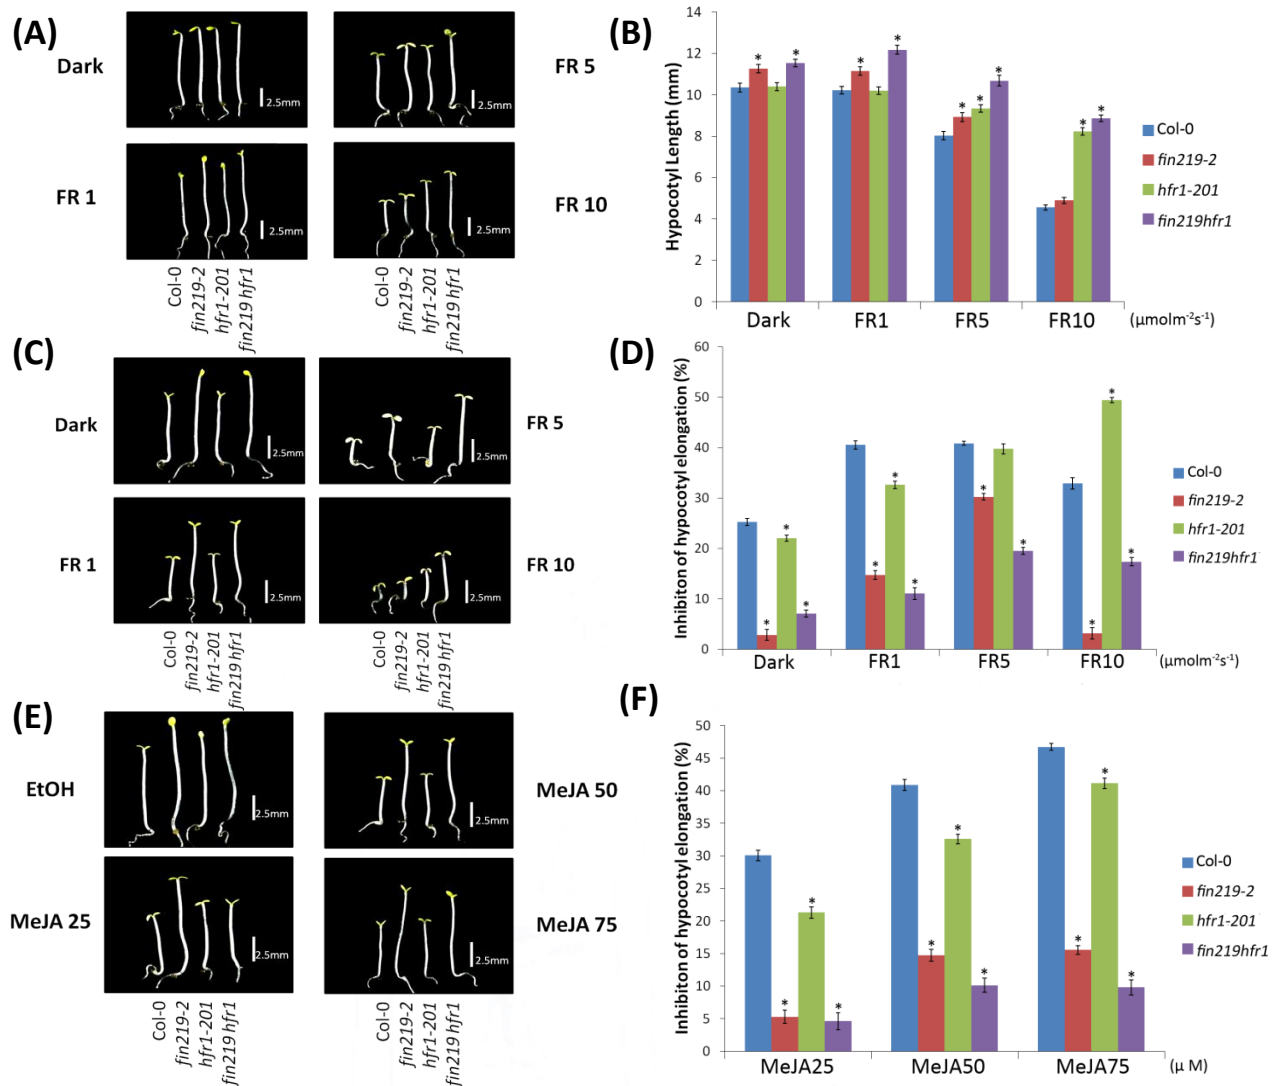 (A)
Dark
2.5mm
2.5mm
FR 5
FR 1
2.5mm
2.5mm
FR 10
Col-0
fin219-2
hfr1-201
fin219 hfr1
Col-0
fin219-2
hfr1-201
fin219 hfr1
(B)
Hypocotyl Length (mm)
14
12
10
8
6
4
2
0
* * * * * * * * *
Dark FR1 FR5 FR10 (µmolm⁻²s⁻¹)
Col-0
fin219-2
hfr1-201
fin219hfr1
(C)
Dark
2.5mm
2.5mm
FR 5
FR 1
2.5mm
2.5mm
FR 10
Col-0
fin219-2
hfr1-201
fin219 hfr1
Col-0
fin219-2
hfr1-201
fin219 hfr1
(D)
Inhibiton of hypocotyl elongation (%)
60
50
40
30
20
10
0
* * * * * * * * * * *
Dark FR1 FR5 FR10 (µmolm⁻²s⁻¹)
Col-0
fin219-2
hfr1-201
fin219hfr1
(E)
EtOH
2.5mm
2.5mm
MeJA 50
MeJA 25
2.5mm
2.5mm
MeJA 75
Col-0
fin219-2
hfr1-201
fin219 hfr1
Col-0
fin219-2
hfr1-201
fin219 hfr1
(F)
Inhibiton of hypocotyl elongation (%)
50
45
40
35
30
25
20
15
10
5
0
* * * * * * * * *
MeJA25 MeJA50 MeJA75 (µ M)
Col-0
fin219-2
hfr1-201
fin219hfr1